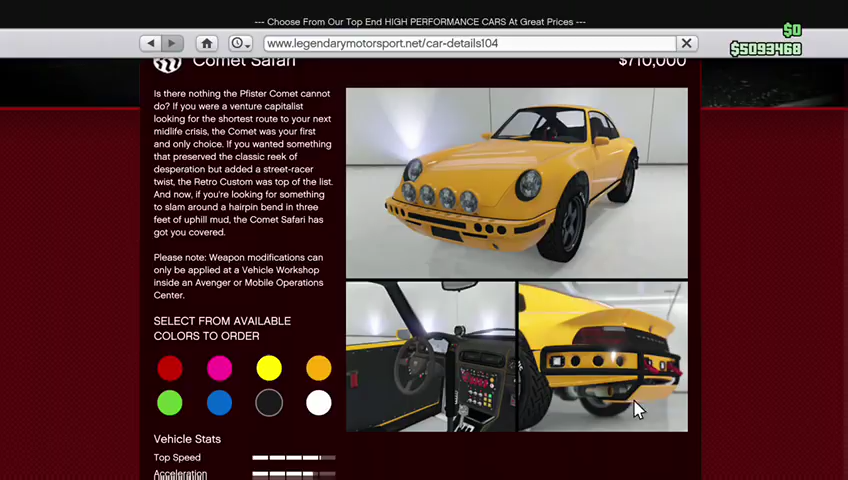 --- Choose From Our Top End HIGH PERFORMANCE CARS At Great Prices ---
$0
$5093468
www.legendarymotorsport.net/car-details104
Comet Safari
$710,000
Is there nothing the Pfister Comet cannot
do? If you were a venture capitalist
looking for the shortest route to your next
midlife crisis, the Comet was your first
and only choice. If you wanted something
that preserved the classic reek of
desperation but added a street-racer
twist, the Retro Custom was top of the list.
And now, if you're looking for something
to slam around a hairpin bend in three
feet of uphill mud, the Comet Safari has
got you covered.
Please note: Weapon modifications can
only be applied at a Vehicle Workshop
inside an Avenger or Mobile Operations
Center.
SELECT FROM AVAILABLE
COLORS TO ORDER
Vehicle Stats
Top Speed
Acceleration